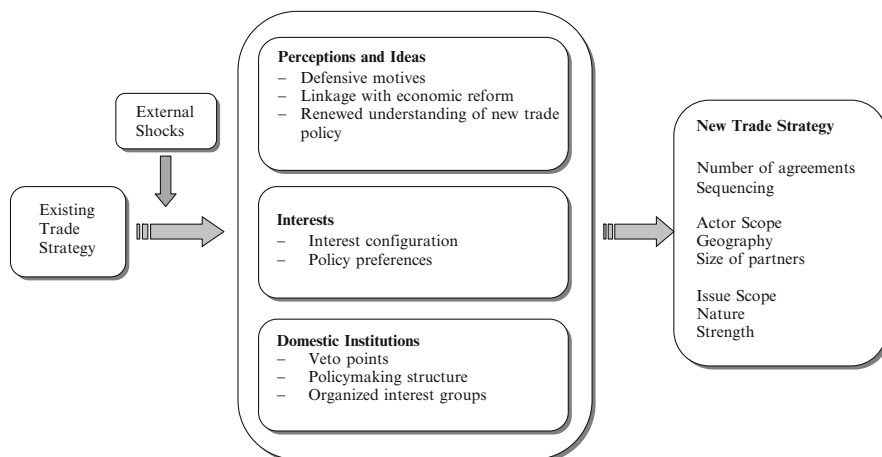 External
Shocks
Existing
Trade
Strategy
Perceptions and Ideas
– Defensive motives
– Linkage with economic reform
– Renewed understanding of new trade
policy
Interests
– Interest configuration
– Policy preferences
Domestic Institutions
– Veto points
– Policymaking structure
– Organized interest groups
New Trade Strategy
Number of agreements
Sequencing
Actor Scope
Geography
Size of partners
Issue Scope
Nature
Strength